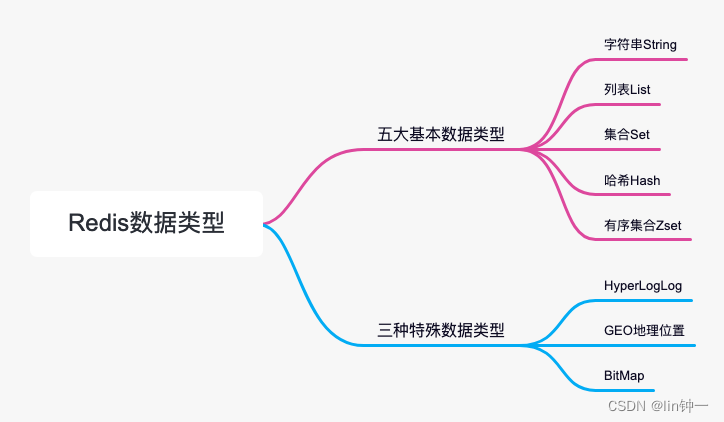 Redis数据类型
五大基本数据类型
字符串String
列表List
集合Set
哈希Hash
有序集合Zset
三种特殊数据类型
HyperLogLog
GEO地理位置
BitMap
CSDN @lin钟一